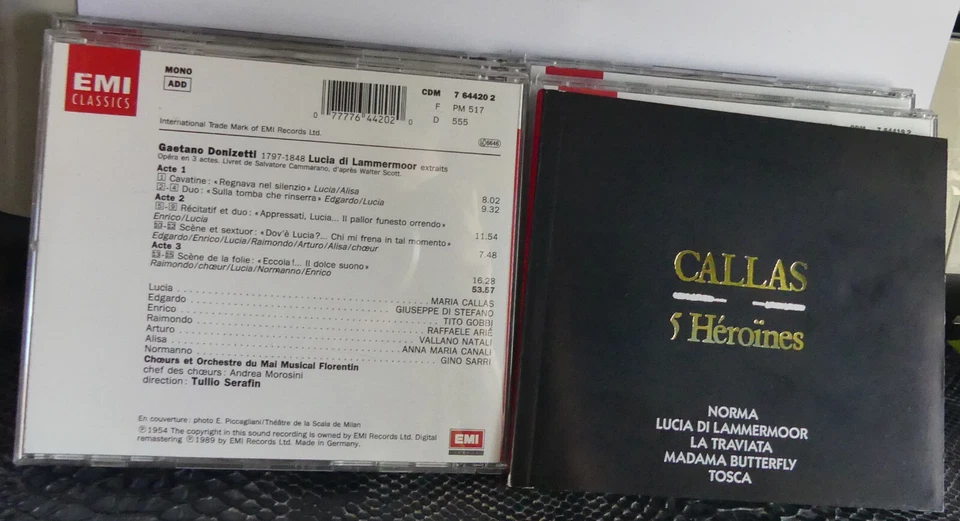 EMI
CLASSICS
MONO
ADD
0 77776 44202 0
CDM 7 64420 2
F PM 517
D 555
International Trade Mark of EMI Records Ltd.
Gaetano Donizetti 1797-1848 Lucia di Lammermoor extraits
Opéra en 3 actes. Livret de Salvatore Cammarano, d'après Walter Scott.
Acte 1
1 Cavatine: «Regnava nel silenzio» Lucia/Alisa 8.02
2-4 Duo: «Sulla tomba che rinserra» Edgardo/Lucia 9.32
Acte 2
5-9 Récitatif et duo: «Appressati, Lucia... Il pallor funesto orrendo»
Enrico/Lucia 11.54
10-12 Scène et sextuor: «Dov'è Lucia?... Chi mi frena in tal momento»
Edgardo/Enrico/Lucia/Raimondo/Arturo/Alisa/chœur 7.48
Acte 3
13-15 Scène de la folie: «Eccola!... Il dolce suono»
Raimondo/chœur/Lucia/Normanno/Enrico 16.28
53.57
Lucia MARIA CALLAS
Edgardo GIUSEPPE DI STEFANO
Enrico TITO GOBBI
Raimondo RAFFAELE ARIÉ
Arturo VALLANO NATALI
Alisa ANNA MARIA CANALI
Normanno GINO SARRI
Chœurs et Orchestre du Mai Musical Florentin
chef des chœurs: Andrea Morosini
direction: Tullio Serafin
En couverture: photo E. Piccagliani/Théâtre de la Scala de Milan
℗ 1954 The copyright in this sound recording is owned by EMI Records Ltd. Digital
remastering ℗ 1989 by EMI Records Ltd. Made in Germany.
EMI
CALLAS
5 Héroïnes
NORMA
LUCIA DI LAMMERMOOR
LA TRAVIATA
MADAMA BUTTERFLY
TOSCA